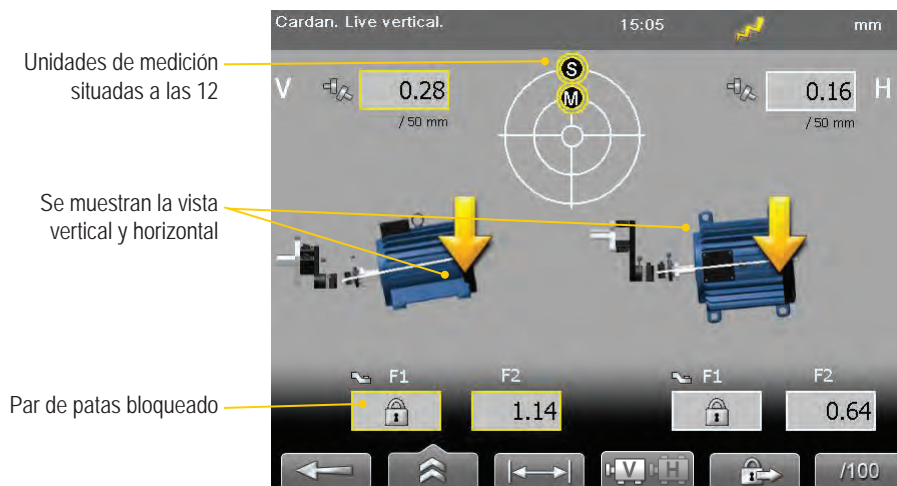 Cardan. Live vertical. 15:05 mm
Unidades de medición
situadas a las 12
S
V 0.28 M 0.16 H
/ 50 mm / 50 mm
Se muestran la vista
vertical y horizontal
F1 F2 F1 F2
Par de patas bloqueado
1.14 0.64
V H /100